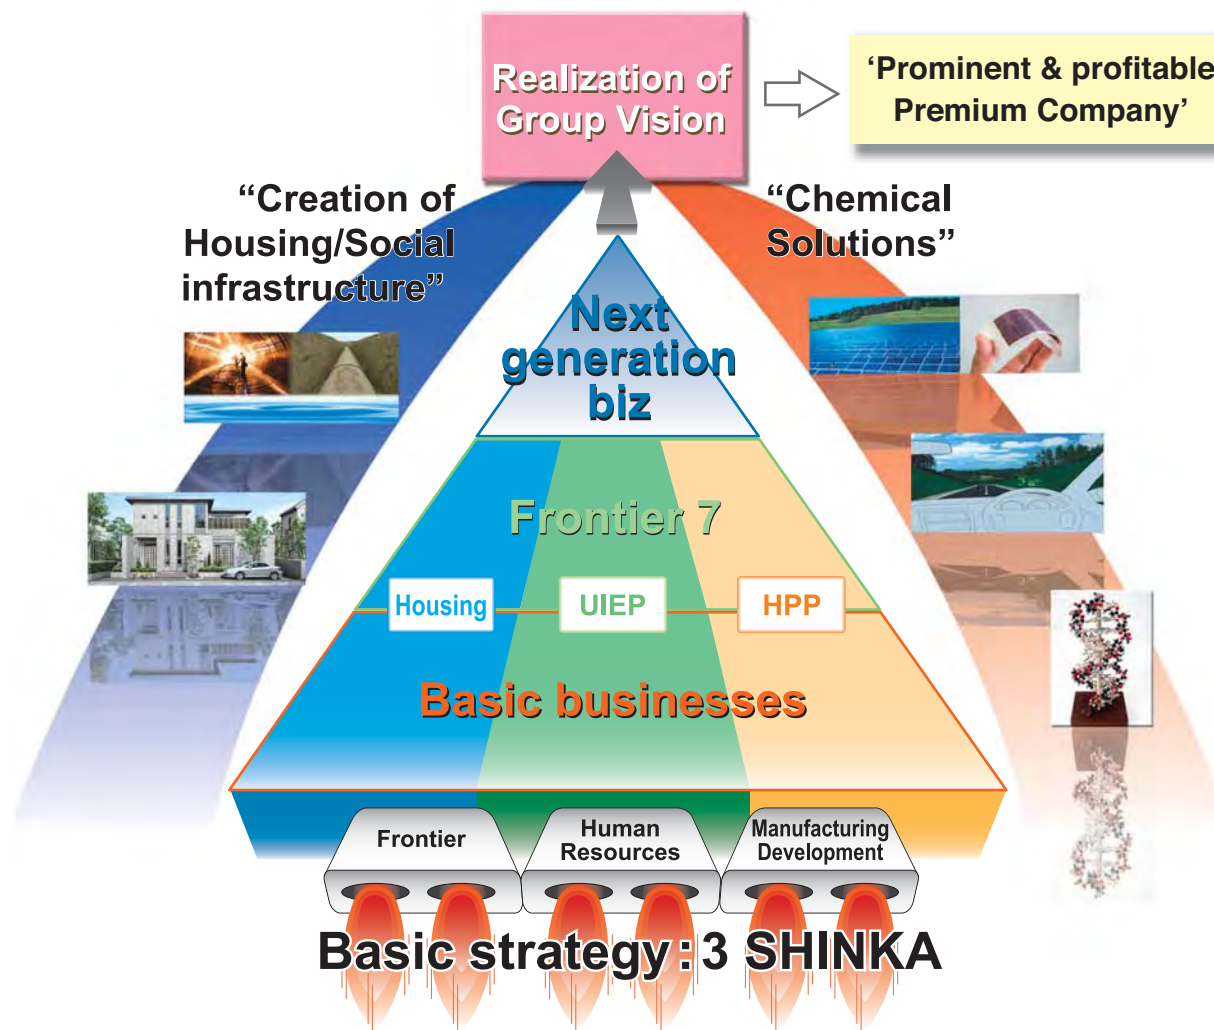 Realization of
Group Vision
‘Prominent & profitable
Premium Company’
“Creation of
Housing/Social
infrastructure”
“Chemical
Solutions”
Next
generation
biz
Frontier 7
Housing
UIEP
HPP
Basic businesses
Frontier
Human
Resources
Manufacturing
Development
Basic strategy : 3 SHINKA